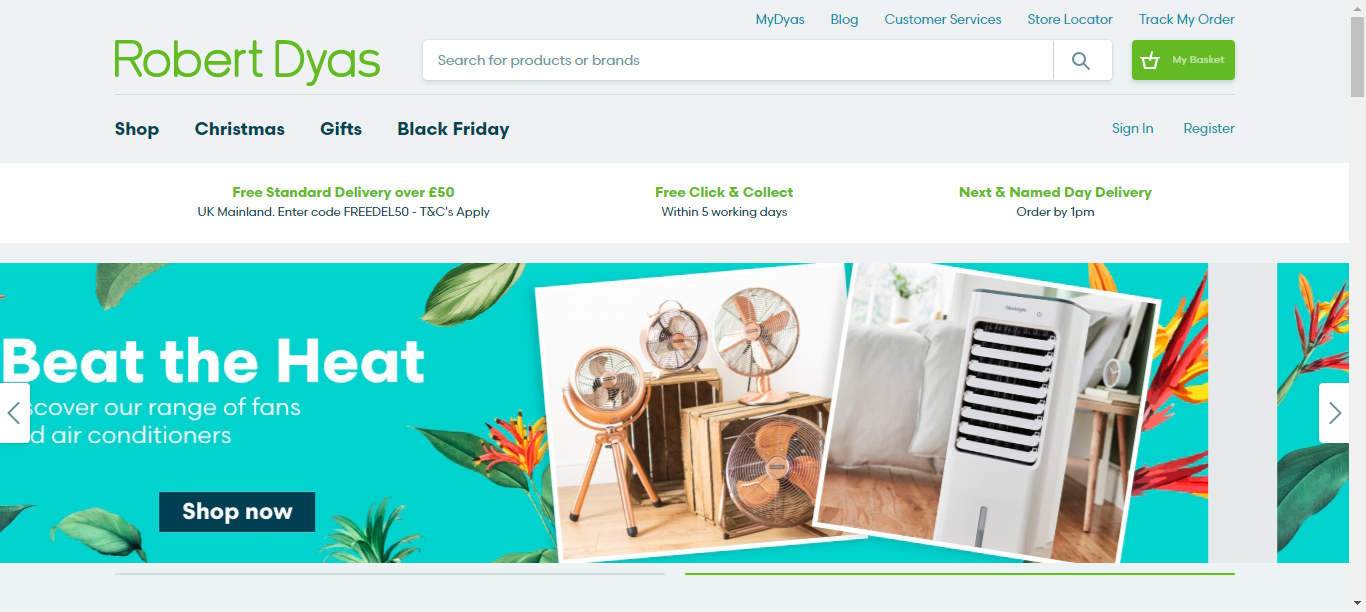 MyDyas Blog Customer Services Store Locator Track My Order
Robert Dyas
Search for products or brands
My Basket
Shop Christmas Gifts Black Friday
Sign In Register
Free Standard Delivery over £50
UK Mainland. Enter code FREEDEL50 - T&C's Apply
Free Click & Collect
Within 5 working days
Next & Named Day Delivery
Order by 1pm
Beat the Heat
scover our range of fans
d air conditioners
Shop now